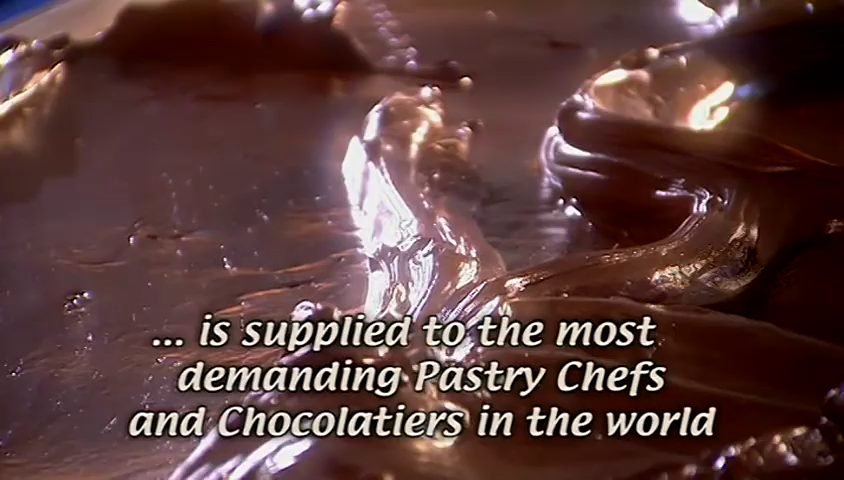 ... is supplied to the most
demanding Pastry Chefs
and Chocolatiers in the world